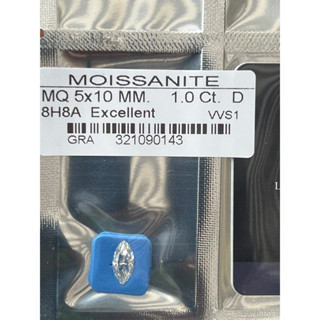 MOISSANITE
MQ 5x10 MM. 1.0 Ct. D
8H8A Excellent VVS1
GRA 321090143